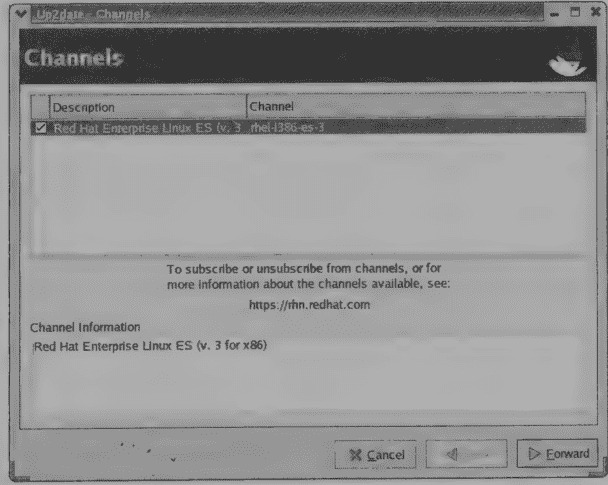 Up2date - Channels
Channels
Description Channel
Red Hat Enterprise Linux ES (v. 3 rhel-i386-es-3
To subscribe or unsubscribe from channels, or for
more information about the channels available, see:
https://rhn.redhat.com
Channel Information
Red Hat Enterprise Linux ES (v. 3 for x86)
Cancel Forward